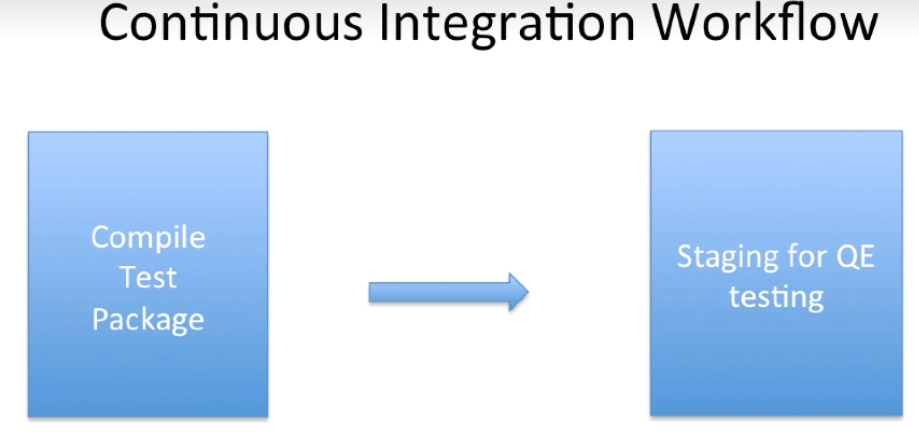 Continuous Integration Workflow
Compile
Test
Package
Staging for QE
testing